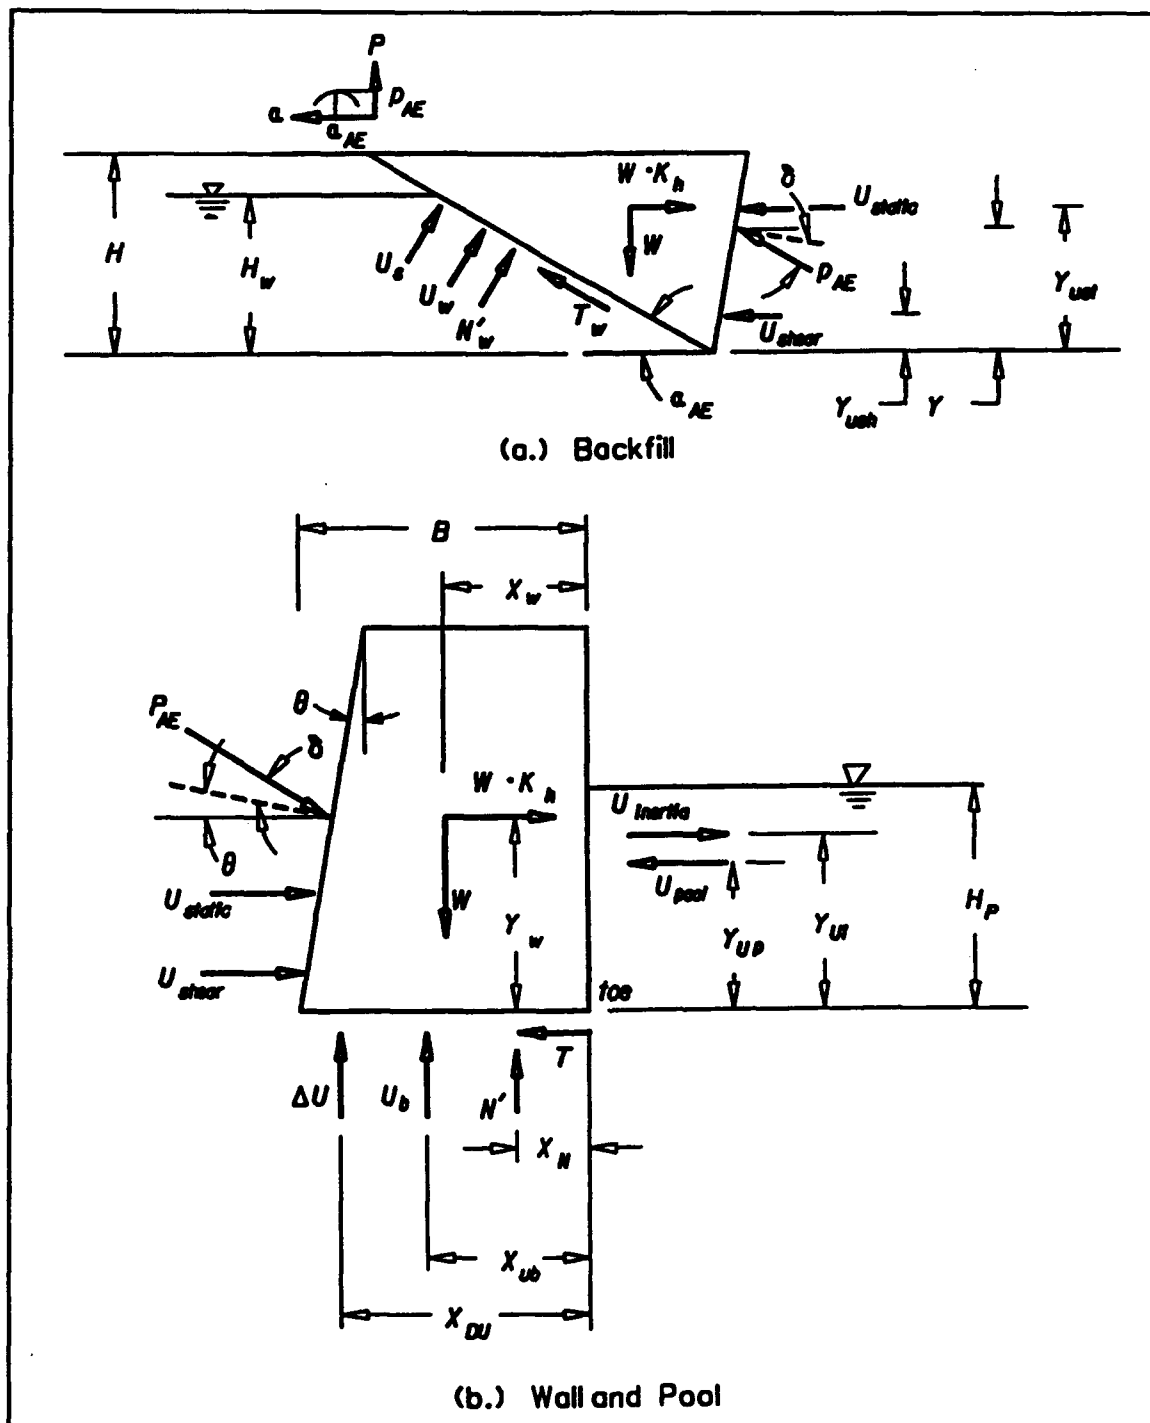 P
a
P_AE
α_AE
W · K_h
δ
U_static
H
H_w
W
U_s
U_w
N'_w
T_w
P_AE
Y_ust
U_shear
α_AE
Y_ush
Y
(a.) Backfill
B
X_w
P_AE
θ
δ
W · K_h
U_inertia
θ
U_static
W
Y_w
U_pool
Y_UP
Y_UI
H_P
U_shear
toe
T
ΔU
U_b
N'
X_N
X_ub
X_DU
(b.) Wall and Pool